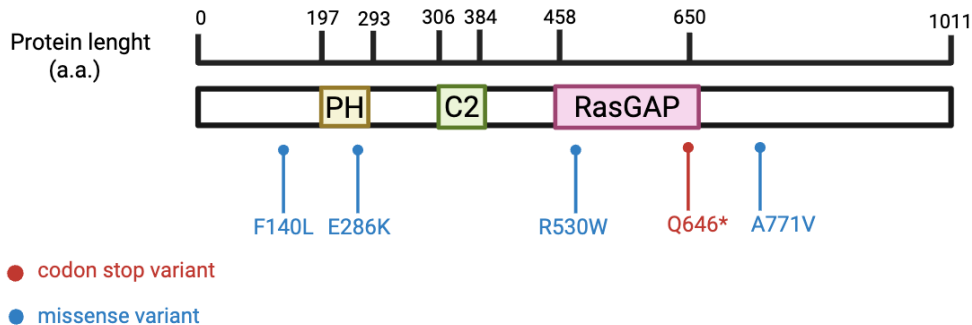 0 197 293 306 384 458 650 1011
Protein lenght
(a.a.)
PH C2 RasGAP
F140L E286K R530W Q646* A771V
codon stop variant
missense variant